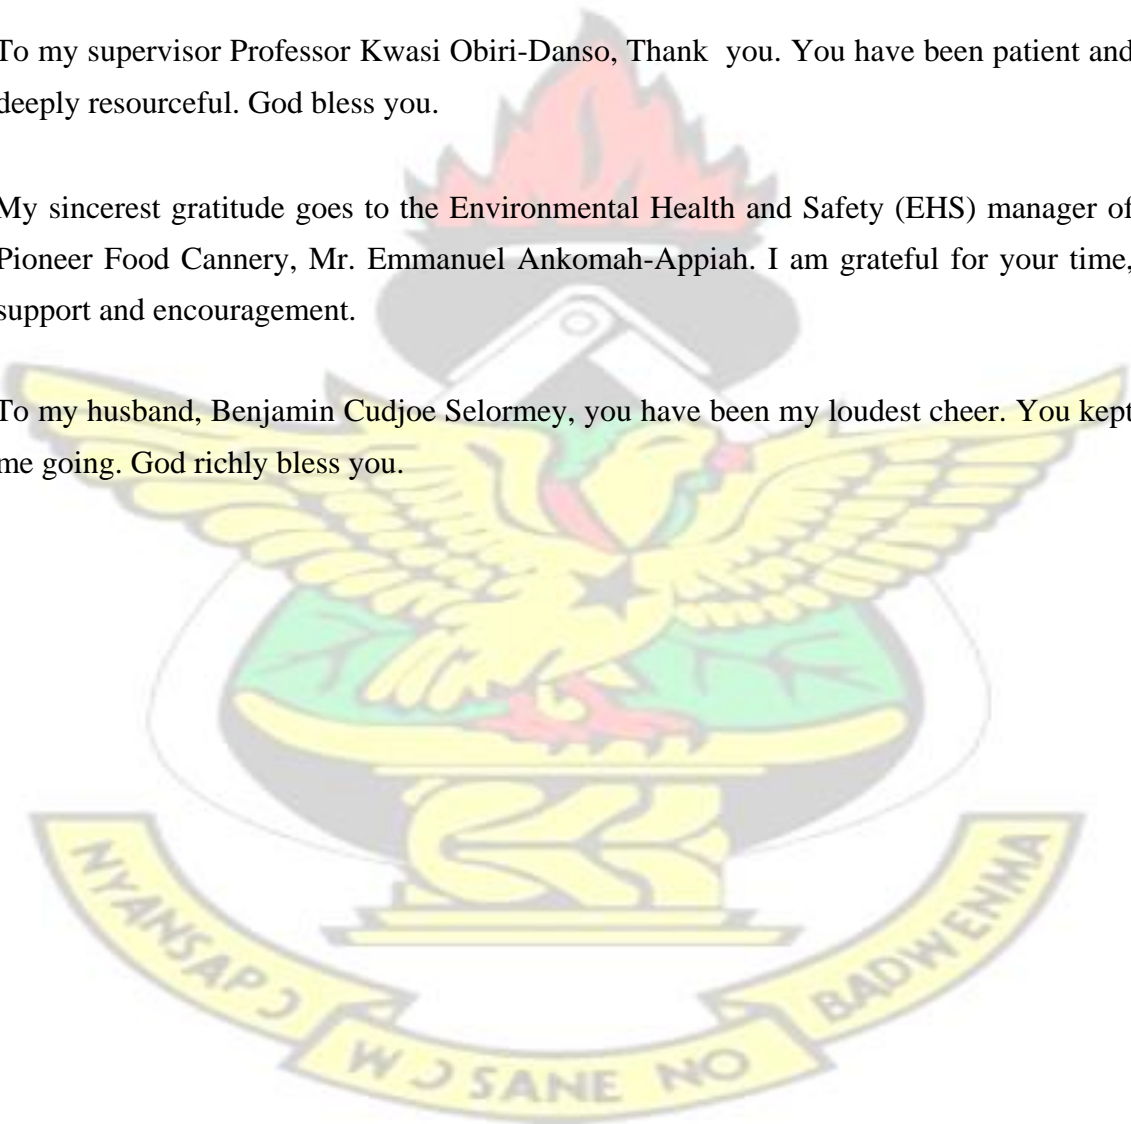 To my supervisor Professor Kwasi Obiri-Danso, Thank  you. You have been patient and
deeply resourceful. God bless you.
My sincerest gratitude goes to the Environmental Health and Safety (EHS) manager of
Pioneer Food Cannery, Mr. Emmanuel Ankomah-Appiah. I am grateful for your time,
support and encouragement.
To my husband, Benjamin Cudjoe Selormey, you have been my loudest cheer. You kept
me going. God richly bless you.
NYANSAPƆ
WƆSANE NO
BADWENMA